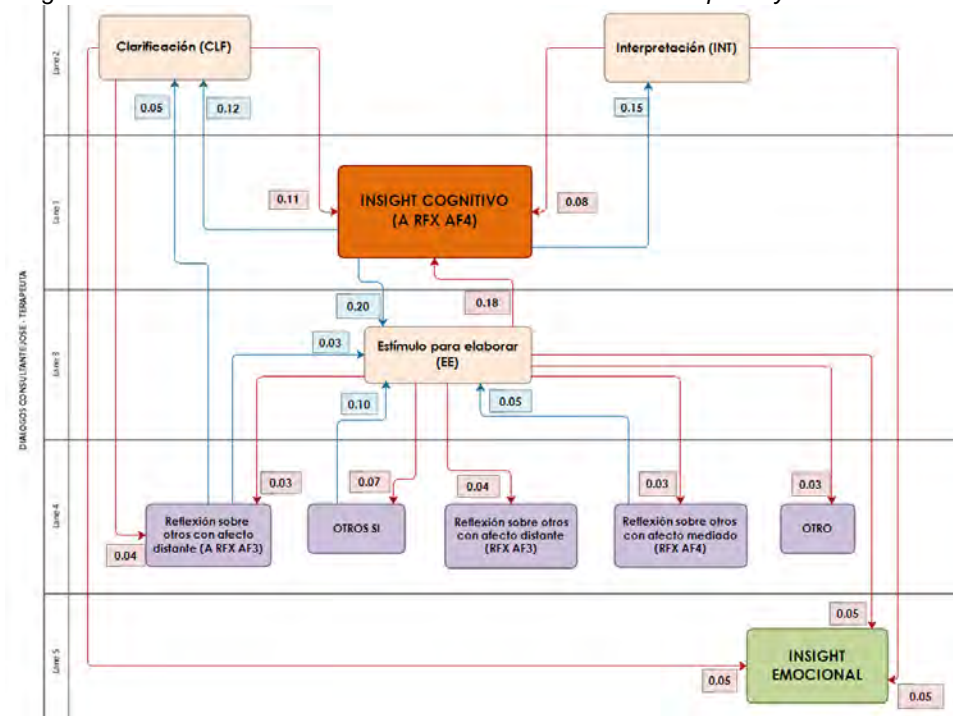 Lane 2
Clarificación (CLF)
Interpretación (INT)
0.05
0.12
0.15
Lane 1
INSIGHT COGNITIVO
(A RFX AF4)
0.11
0.08
DIALOGOS CONSULTANTE JOSE - TERAPEUTA
Lane 3
0.20
0.18
0.03
Estímulo para elaborar
(EE)
0.10
0.05
Lane 4
0.03
0.07
0.04
0.03
0.03
Reflexión sobre
otros con afecto
distante (A RFX AF3)
OTROS SI
Reflexión sobre otros
con afecto distante
(RFX AF3)
Reflexión sobre otros
con afecto mediado
(RFX AF4)
OTRO
0.04
Lane 5
0.05
INSIGHT
EMOCIONAL
0.05
0.05